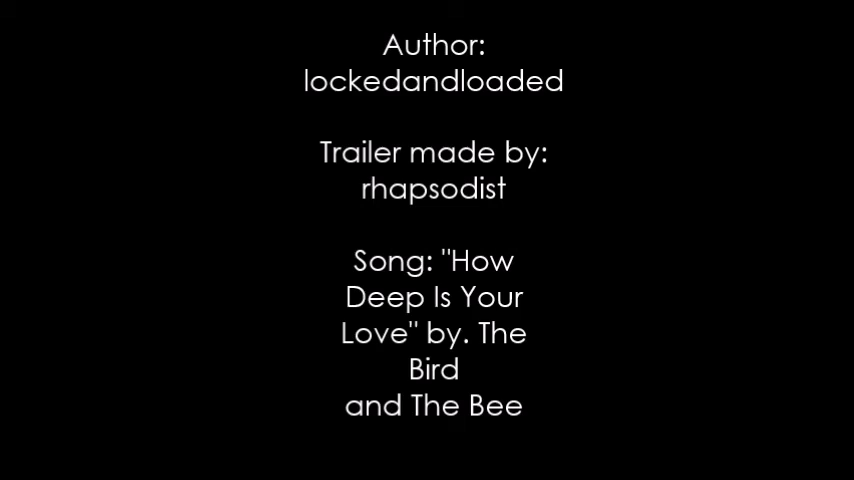 Author:
lockedandloaded
Trailer made by:
rhapsodist
Song: "How
Deep Is Your
Love" by. The
Bird
and The Bee